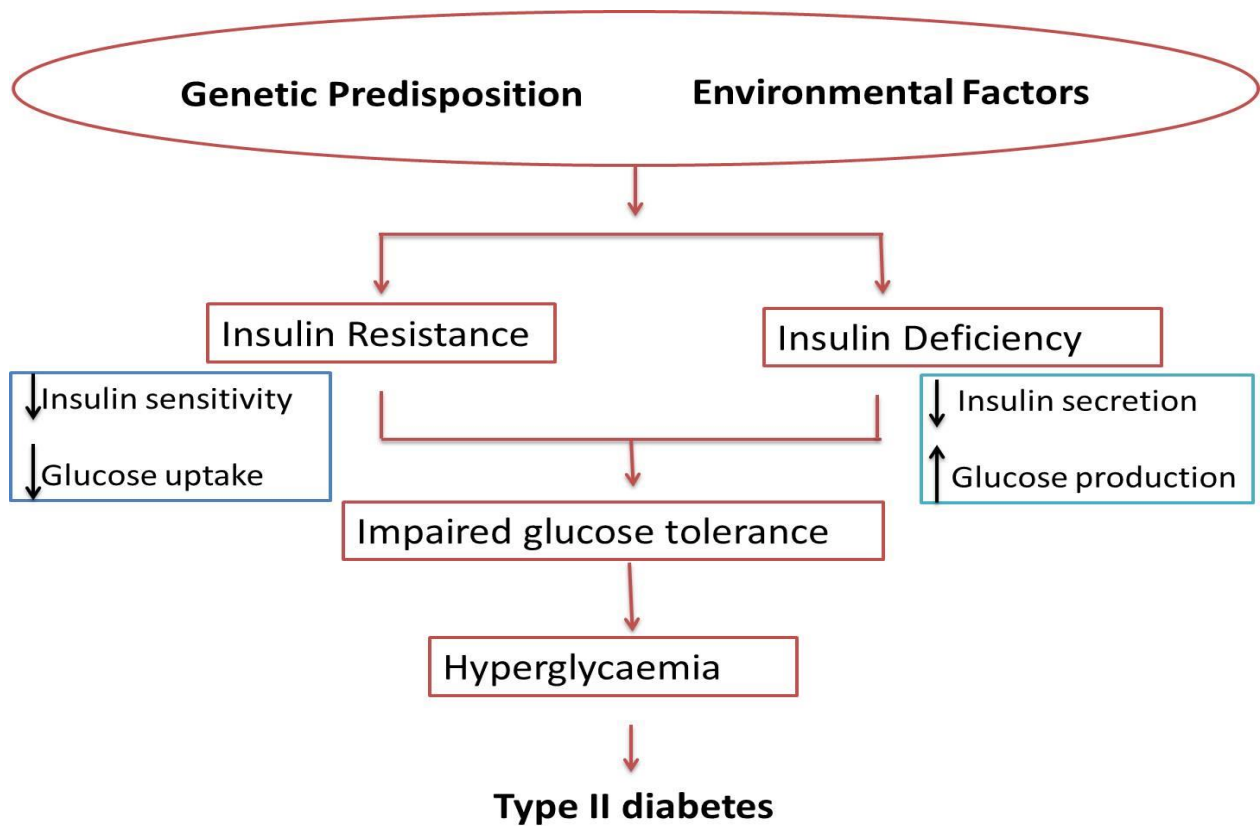 Genetic Predisposition
Environmental Factors
Insulin Resistance
Insulin Deficiency
Insulin sensitivity
Glucose uptake
Insulin secretion
Glucose production
Impaired glucose tolerance
Hyperglycaemia
Type II diabetes